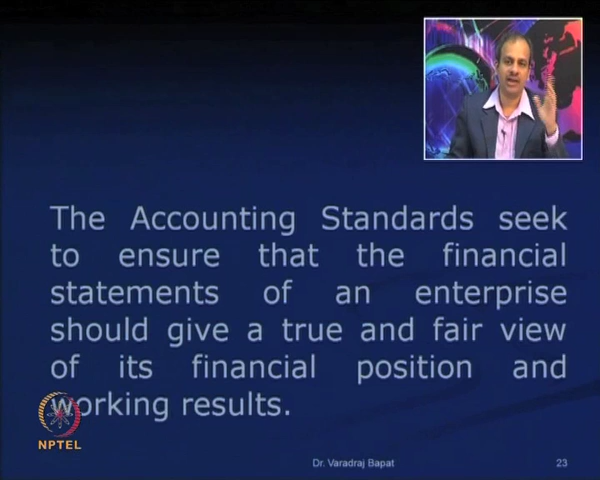 The Accounting Standards seek
to ensure that the financial
statements of an enterprise
should give a true and fair view
of its financial position and
working results.
NPTEL
Dr. Varadraj Bapat
23